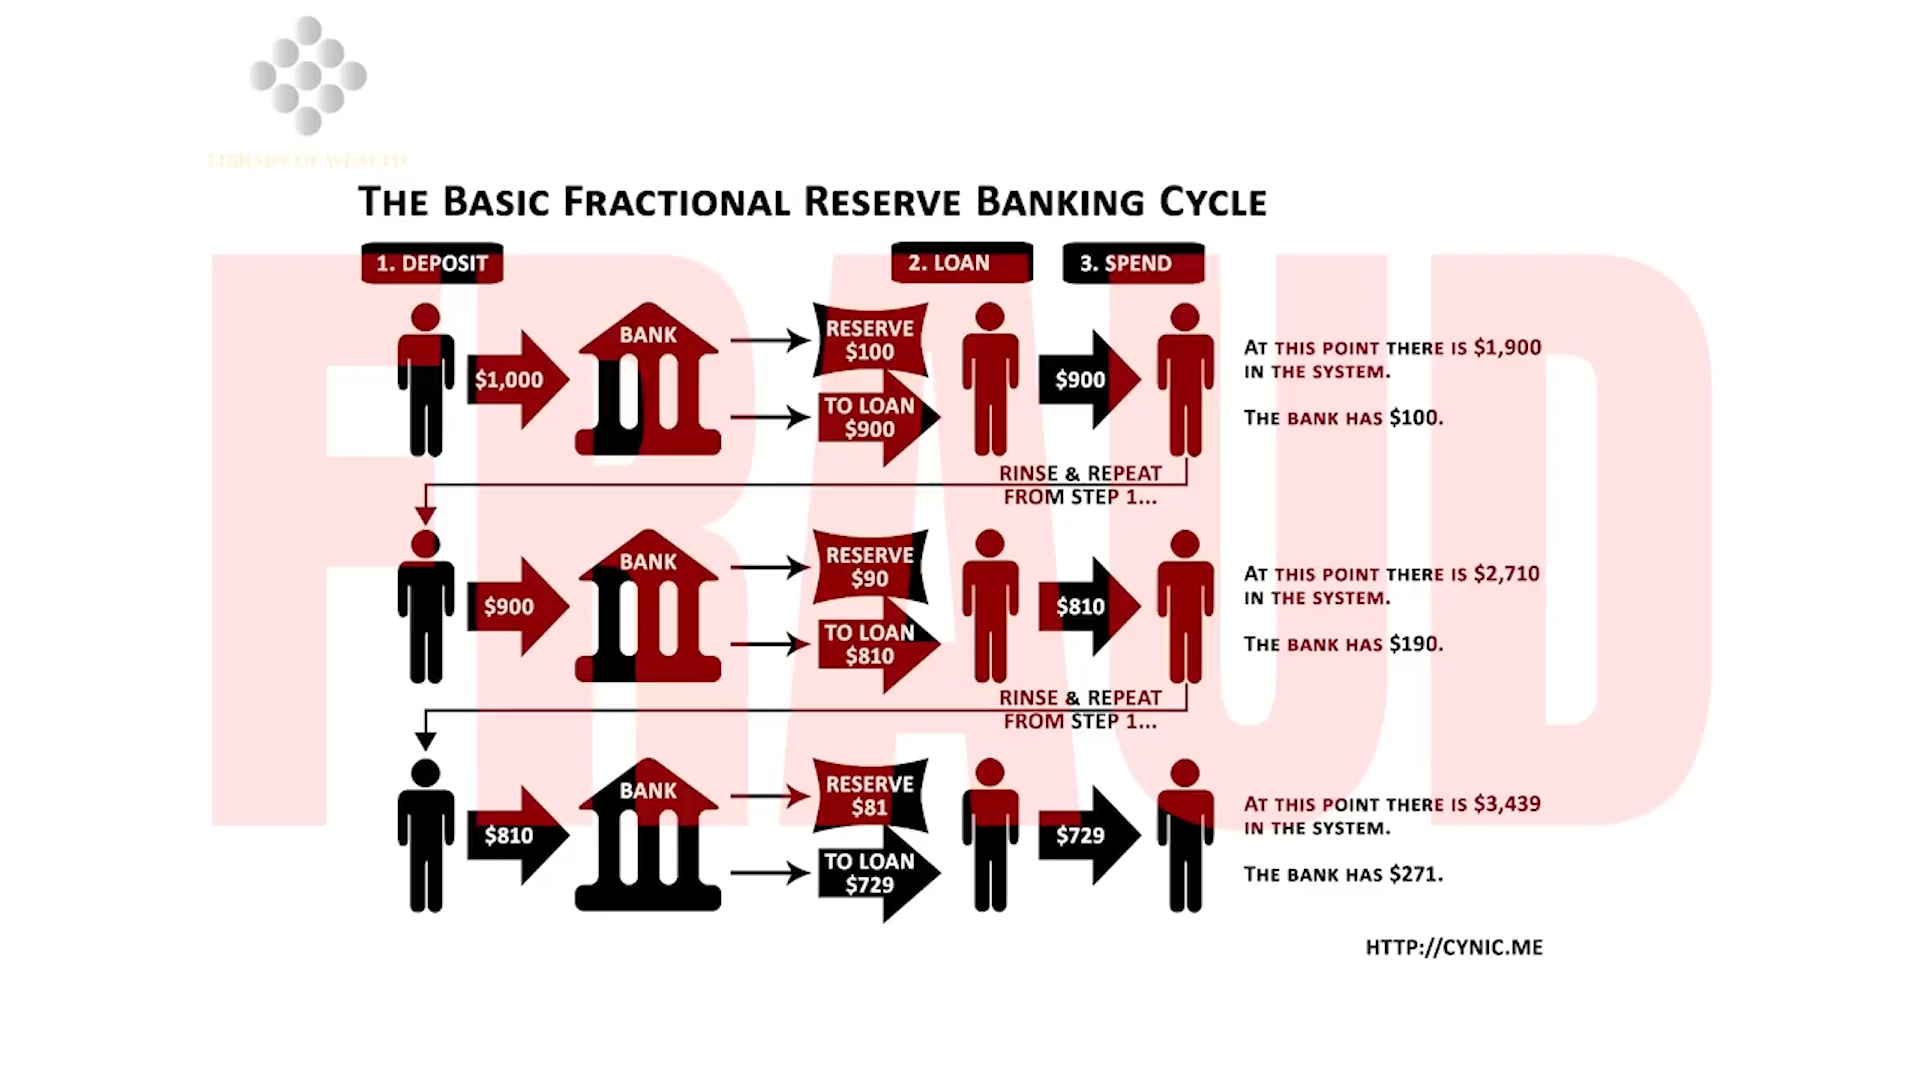 LIBRARY OF WEALTH
THE BASIC FRACTIONAL RESERVE BANKING CYCLE
FRAUD
1. DEPOSIT
2. LOAN
3. SPEND
$1,000
BANK
RESERVE
$100
TO LOAN
$900
$900
AT THIS POINT THERE IS $1,900
IN THE SYSTEM.
THE BANK HAS $100.
RINSE & REPEAT
FROM STEP 1...
$900
BANK
RESERVE
$90
TO LOAN
$810
$810
AT THIS POINT THERE IS $2,710
IN THE SYSTEM.
THE BANK HAS $190.
RINSE & REPEAT
FROM STEP 1...
$810
BANK
RESERVE
$81
TO LOAN
$729
$729
AT THIS POINT THERE IS $3,439
IN THE SYSTEM.
THE BANK HAS $271.
HTTP://CYNIC.ME